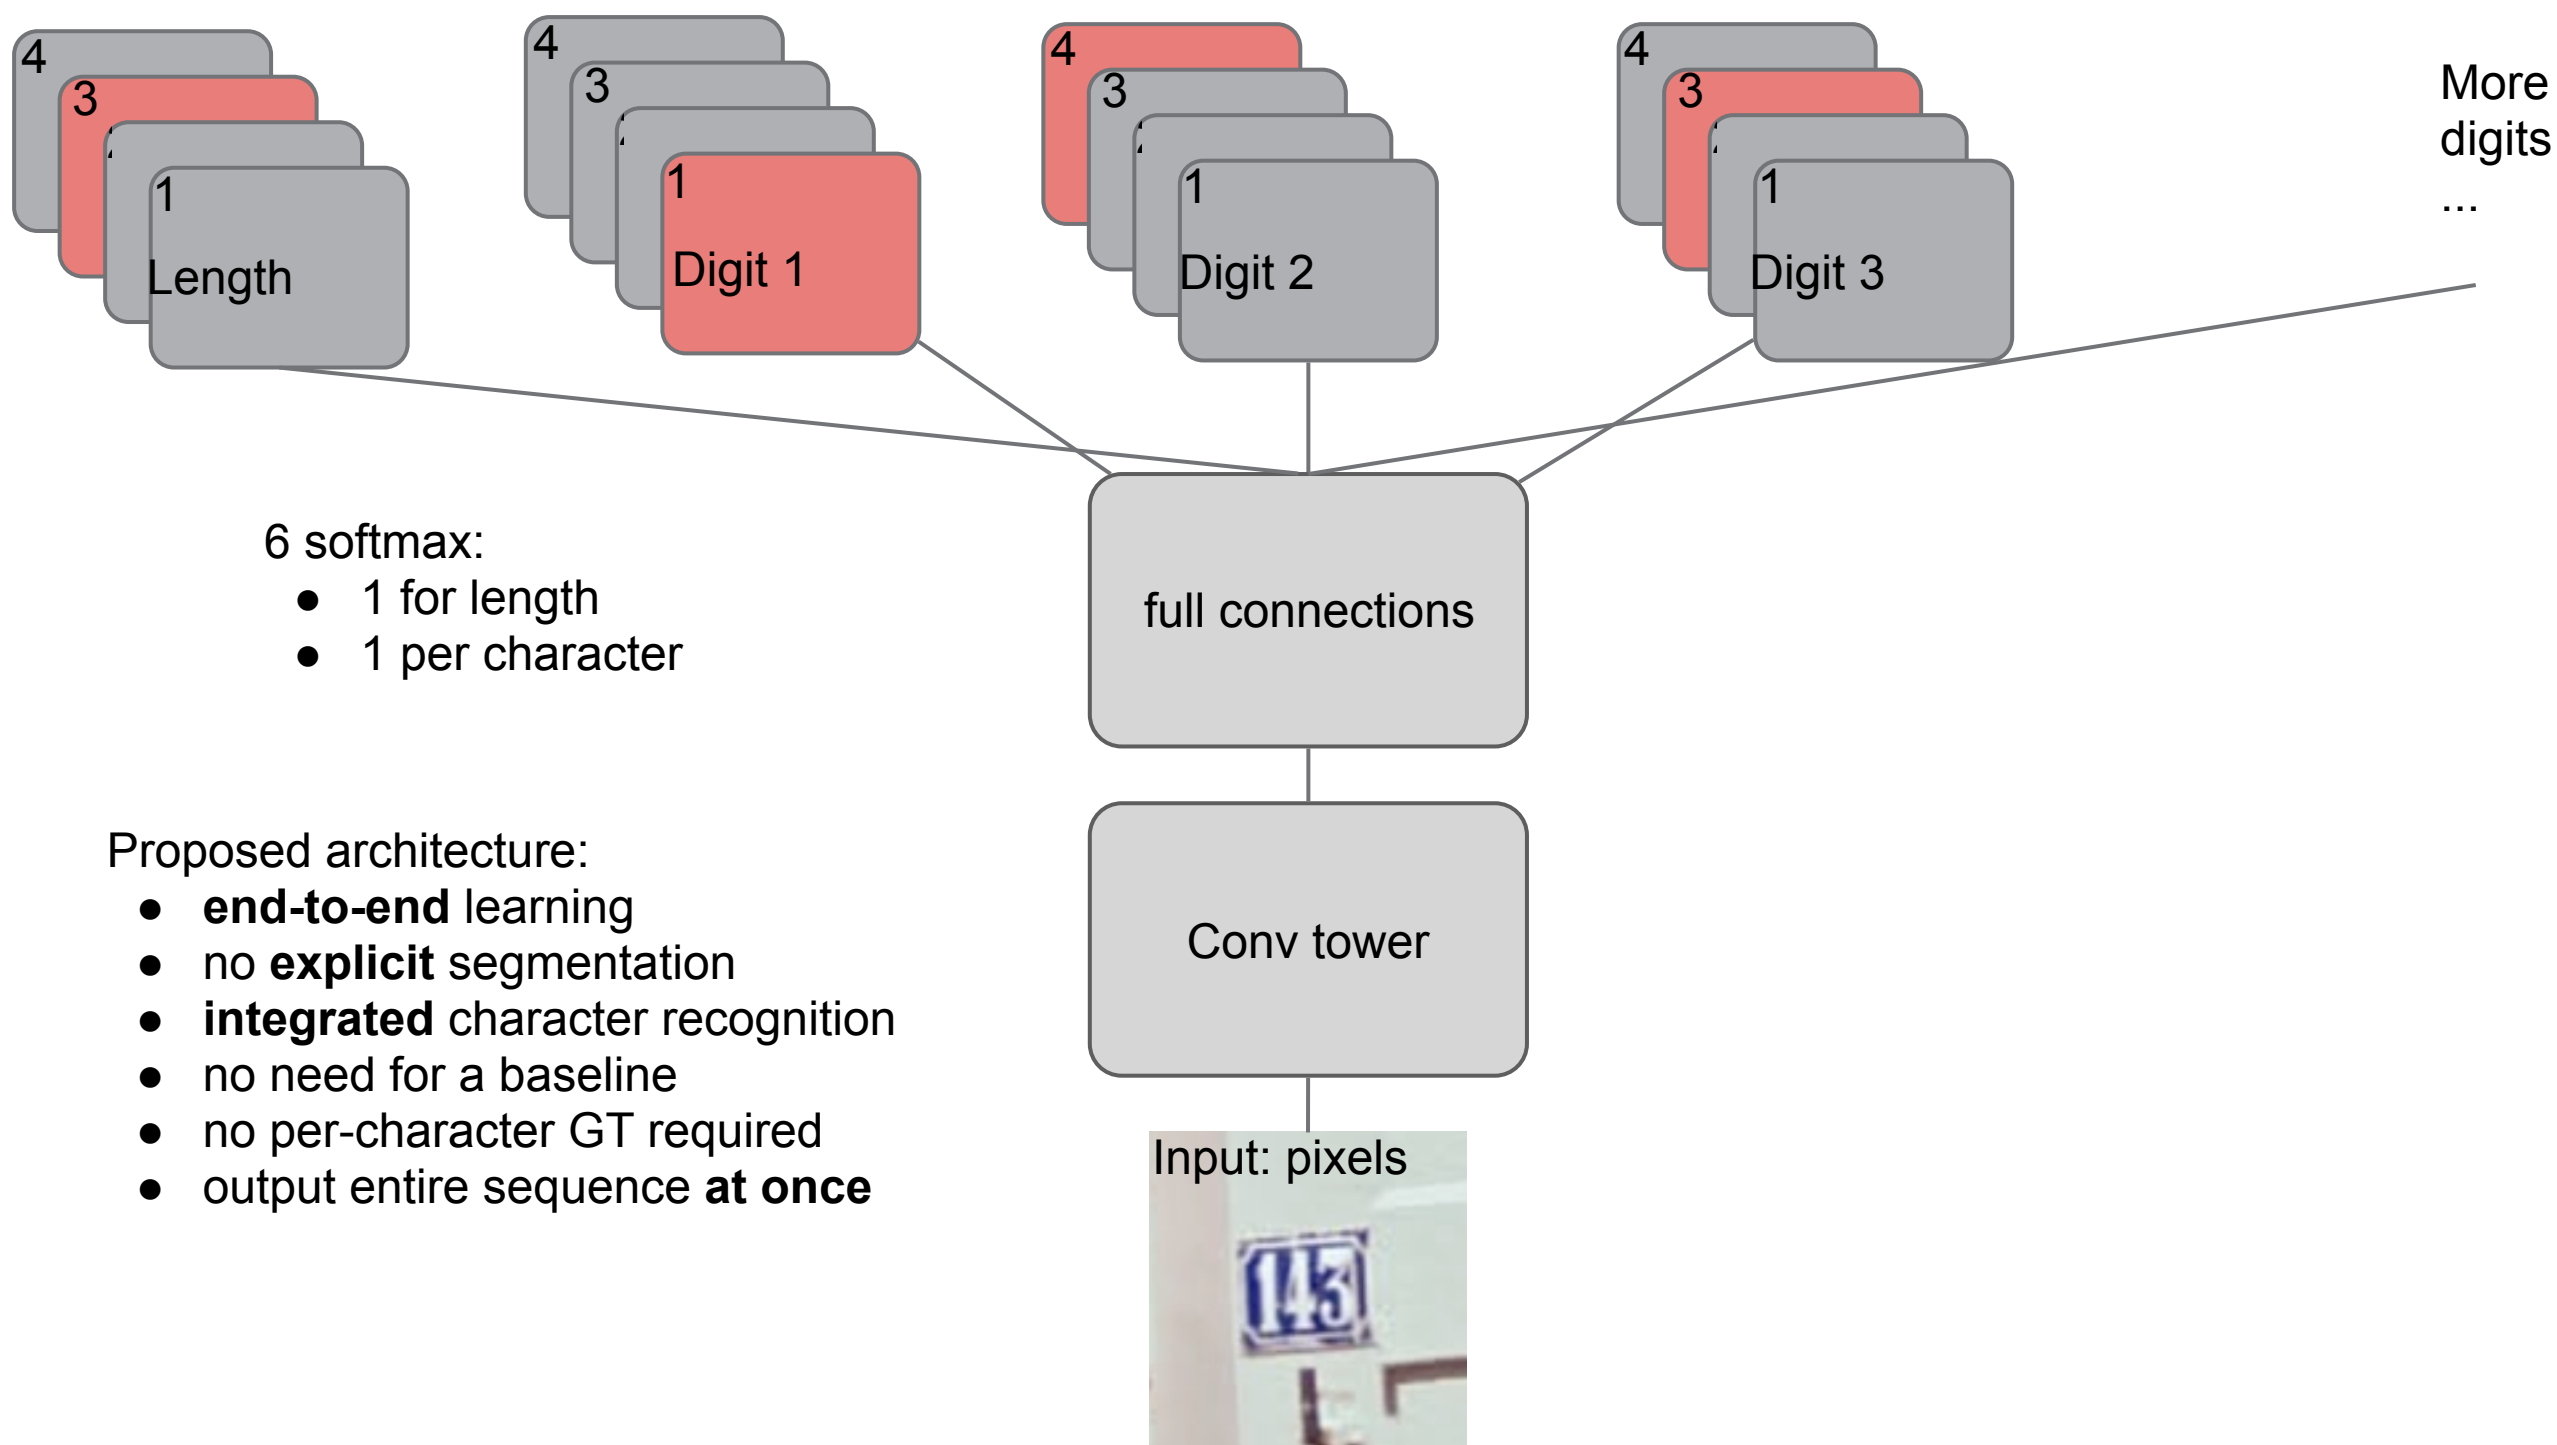 4
3
1
Length
4
3
1
Digit 1
4
3
1
Digit 2
4
3
1
Digit 3
More
digits
...
6 softmax:
● 1 for length
● 1 per character
full connections
Proposed architecture:
● end-to-end learning
● no explicit segmentation
● integrated character recognition
● no need for a baseline
● no per-character GT required
● output entire sequence at once
Conv tower
Input: pixels
143